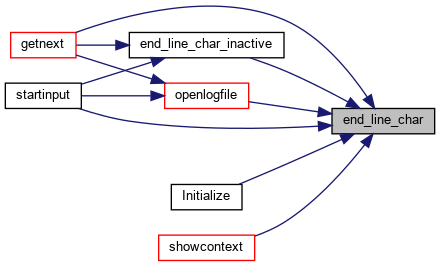 getnext
end_line_char_inactive
startinput
openlogfile
end_line_char
Initialize
showcontext